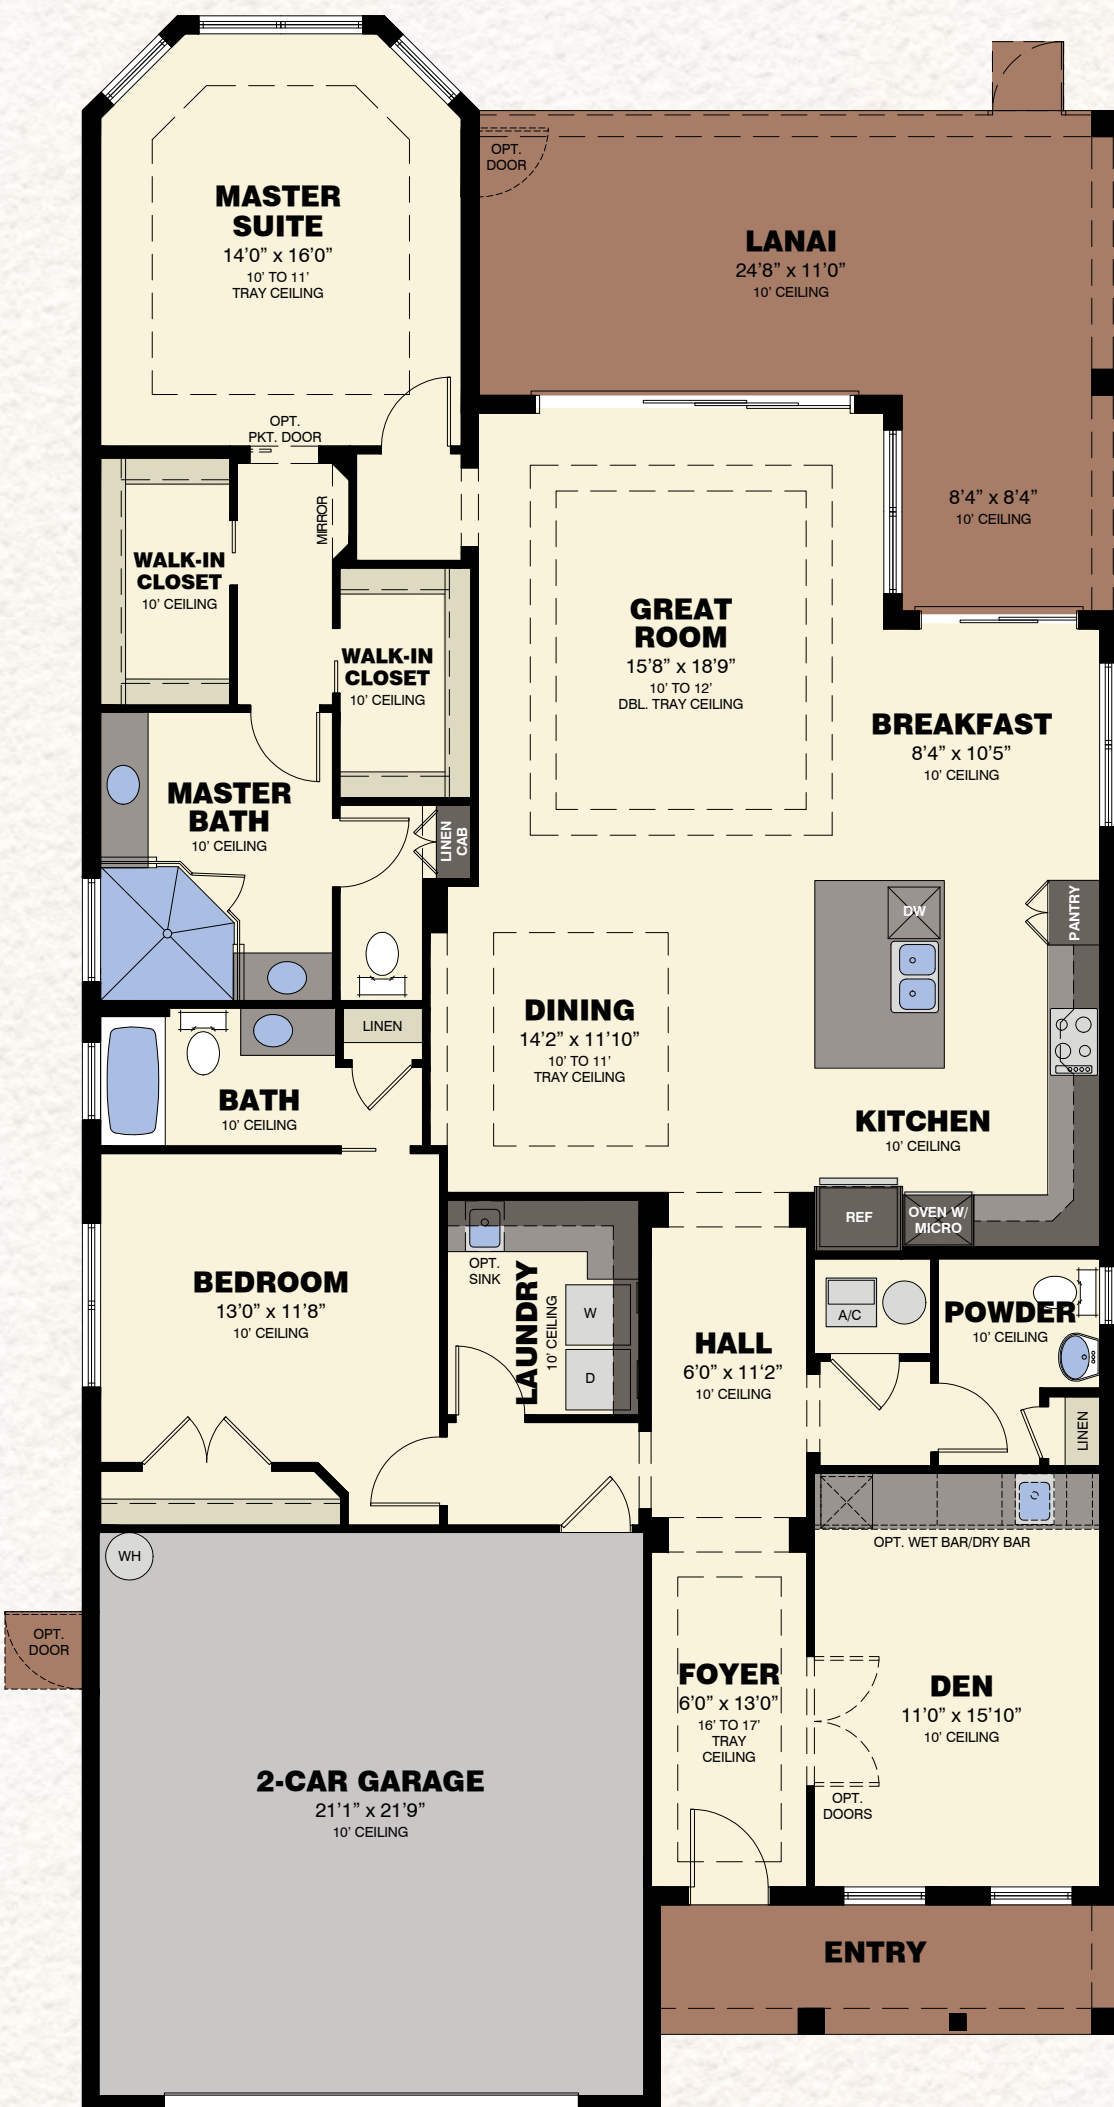 MASTER
SUITE
14’0” x 16’0”
10’ TO 11’
TRAY CEILING
OPT.
DOOR
LANAI
24’8” x 11’0”
10’ CEILING
OPT.
PKT. DOOR
MIRROR
WALK-IN
CLOSET
10’ CEILING
WALK-IN
CLOSET
10’ CEILING
8’4” x 8’4”
10’ CEILING
GREAT
ROOM
15’8” x 18’9”
10’ TO 12’
DBL. TRAY CEILING
BREAKFAST
8’4” x 10’5”
10’ CEILING
MASTER
BATH
10’ CEILING
LINEN
CAB
DW
PANTRY
DINING
14’2” x 11’10”
10’ TO 11’
TRAY CEILING
LINEN
BATH
10’ CEILING
KITCHEN
10’ CEILING
REF
OVEN W/
MICRO
BEDROOM
13’0” x 11’8”
10’ CEILING
OPT.
SINK
LAUNDRY
10’ CEILING
W
D
HALL
6’0” x 11‘2”
10’ CEILING
A/C
POWDER
10’ CEILING
LINEN
OPT. WET BAR/DRY BAR
WH
OPT.
DOOR
FOYER
6’0” x 13’0”
16’ TO 17’
TRAY
CEILING
DEN
11’0” x 15’10”
10’ CEILING
OPT.
DOORS
2-CAR GARAGE
21’1” x 21’9”
10’ CEILING
ENTRY